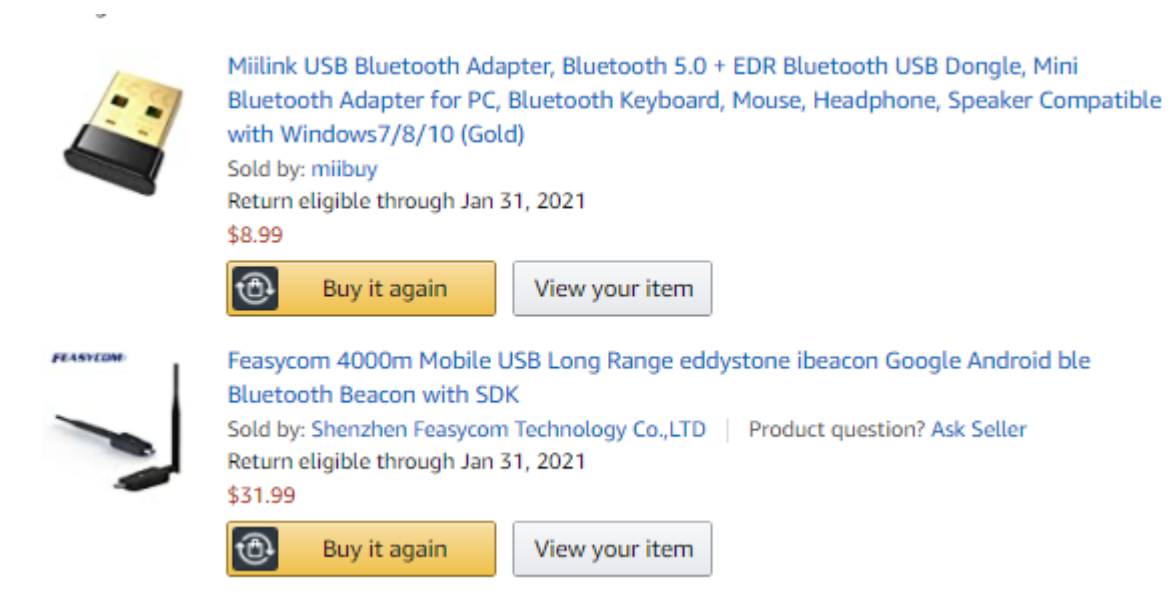 Miilink USB Bluetooth Adapter, Bluetooth 5.0 + EDR Bluetooth USB Dongle, Mini
Bluetooth Adapter for PC, Bluetooth Keyboard, Mouse, Headphone, Speaker Compatible
with Windows7/8/10 (Gold)
Sold by: miibuy
Return eligible through Jan 31, 2021
$8.99
Buy it again View your item
FEASYCOM
Feasycom 4000m Mobile USB Long Range eddystone ibeacon Google Android ble
Bluetooth Beacon with SDK
Sold by: Shenzhen Feasycom Technology Co.,LTD | Product question? Ask Seller
Return eligible through Jan 31, 2021
$31.99
Buy it again View your item